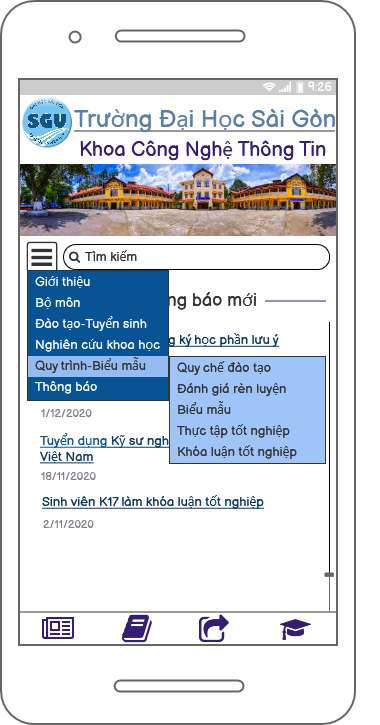 9:26
SGU
Trường Đại Học Sài Gòn
Khoa Công Nghệ Thông Tin
Tìm kiếm
Giới thiệu
Bộ môn
Đào tạo-Tuyển sinh
Nghiên cứu khoa học
Quy trình-Biểu mẫu
Thông báo
Quy chế đào tạo
Đánh giá rèn luyện
Biểu mẫu
Thực tập tốt nghiệp
Khóa luận tốt nghiệp
báo mới
ký học phần lưu ý
1/12/2020
Tuyển dụng Kỹ sư
Việt Nam
18/11/2020
Sinh viên K17 làm khóa luận tốt nghiệp
2/11/2020